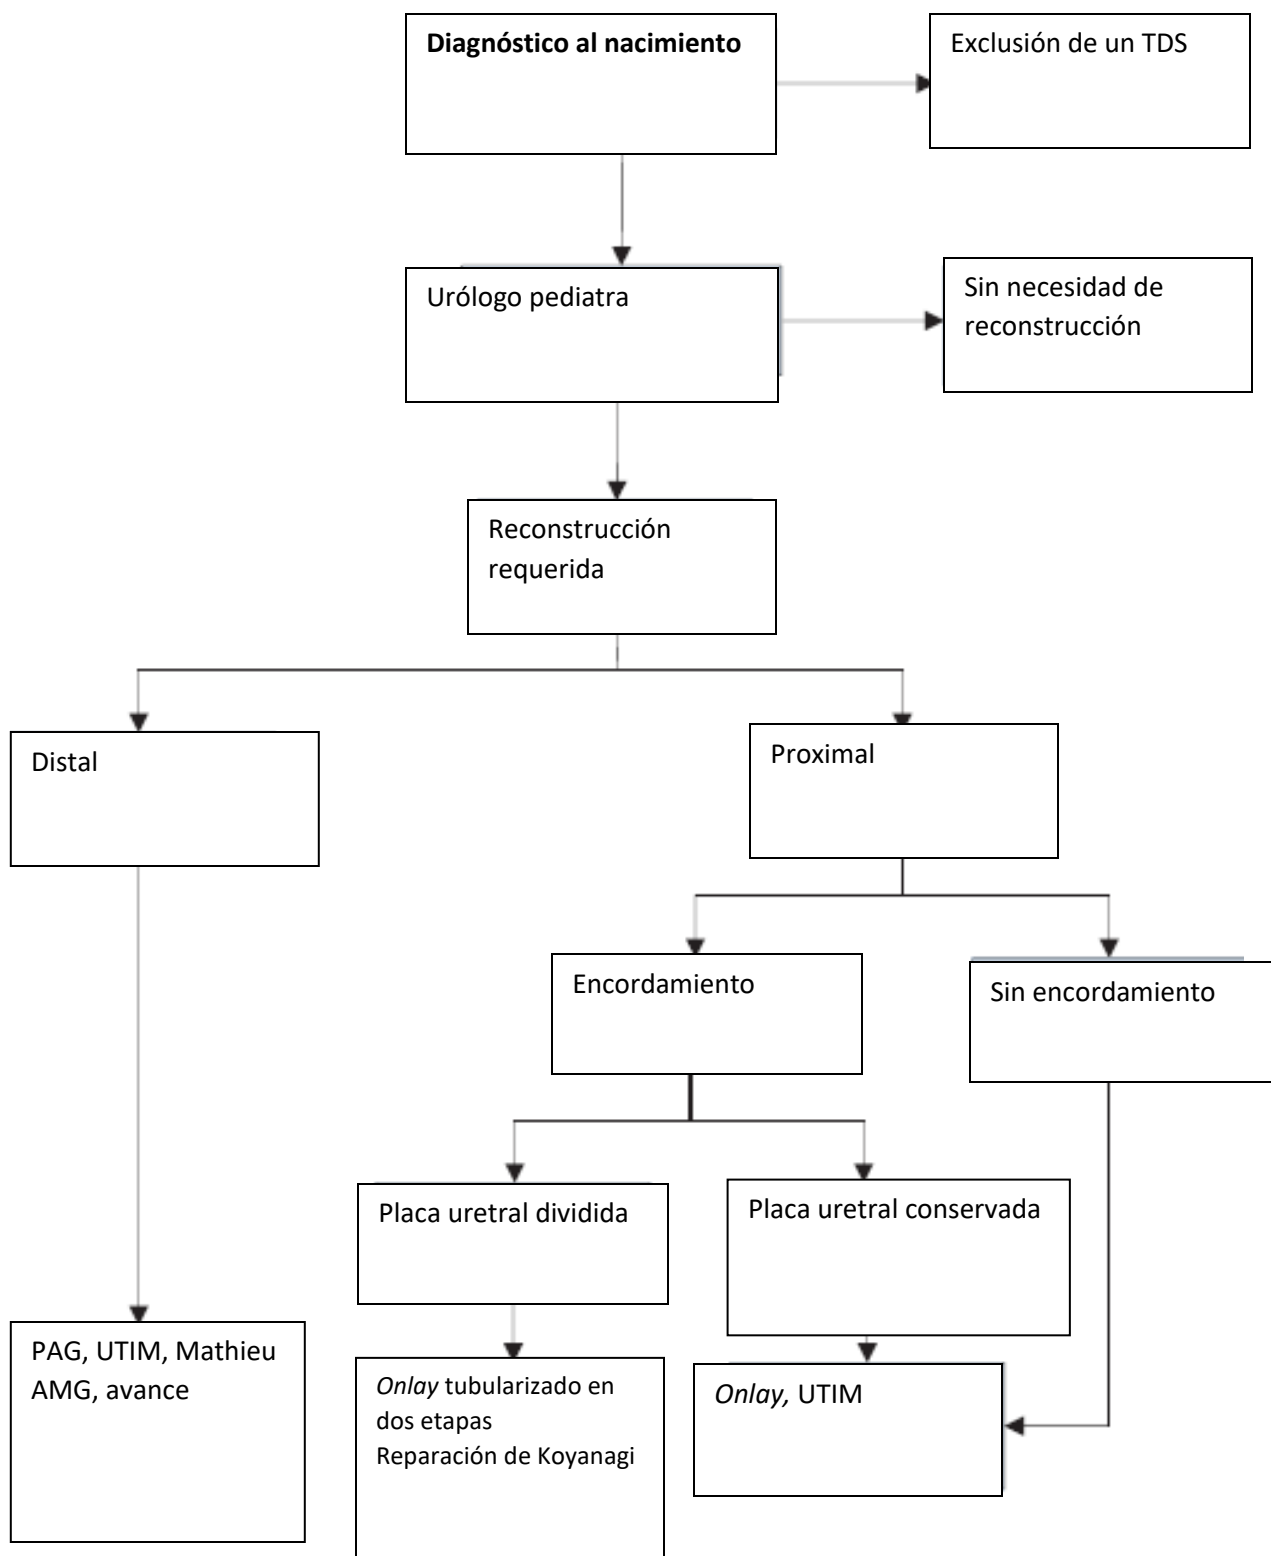 Diagnóstico al nacimiento
Exclusión de un TDS
Urólogo pediatra
Sin necesidad de
reconstrucción
Reconstrucción
requerida
Distal
Proximal
Encordamiento
Sin encordamiento
Placa uretral dividida
Placa uretral conservada
PAG, UTIM, Mathieu
AMG, avance
Onlay tubularizado en
dos etapas
Reparación de Koyanagi
Onlay, UTIM